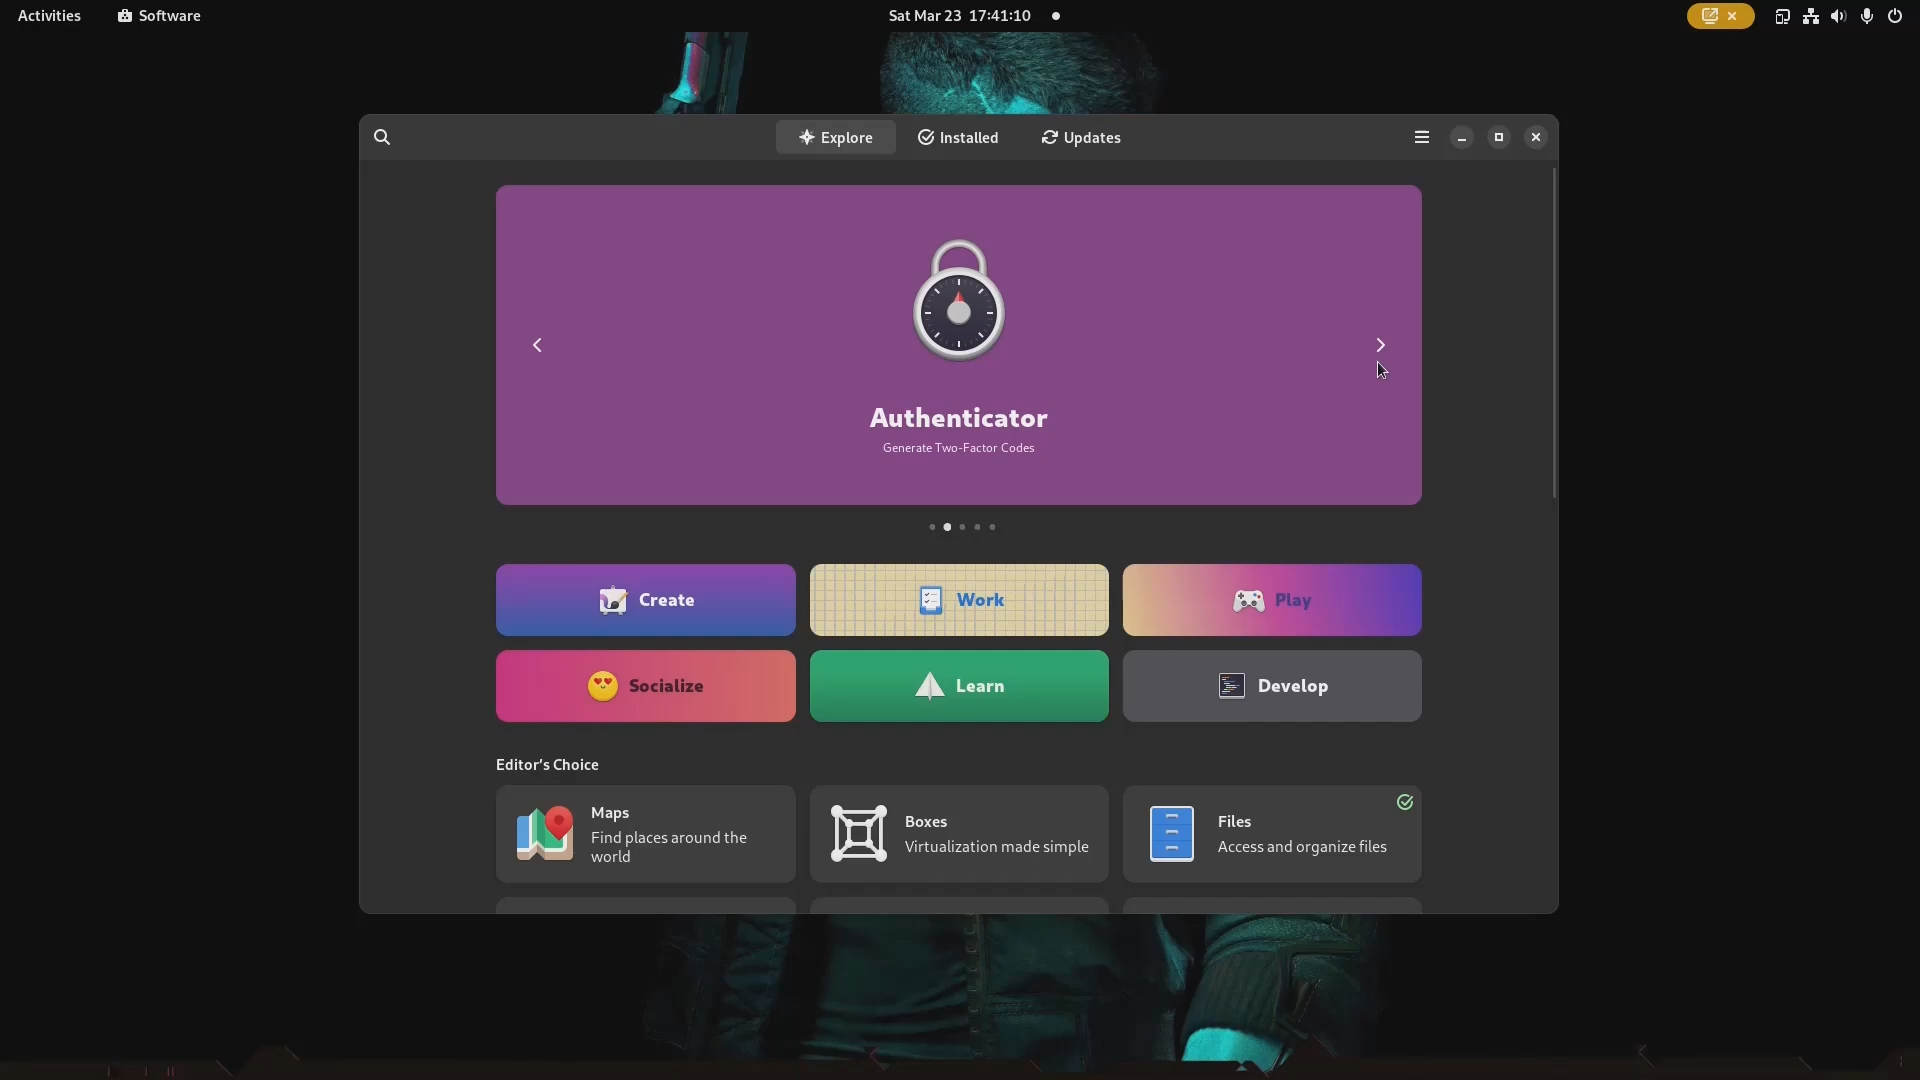 Activities
Software
Sat Mar 23 17:41:10
Explore
Installed
Updates
Authenticator
Generate Two-Factor Codes
Create
Work
Play
Socialize
Learn
Develop
Editor’s Choice
Maps
Find places around the
world
Boxes
Virtualization made simple
Files
Access and organize files